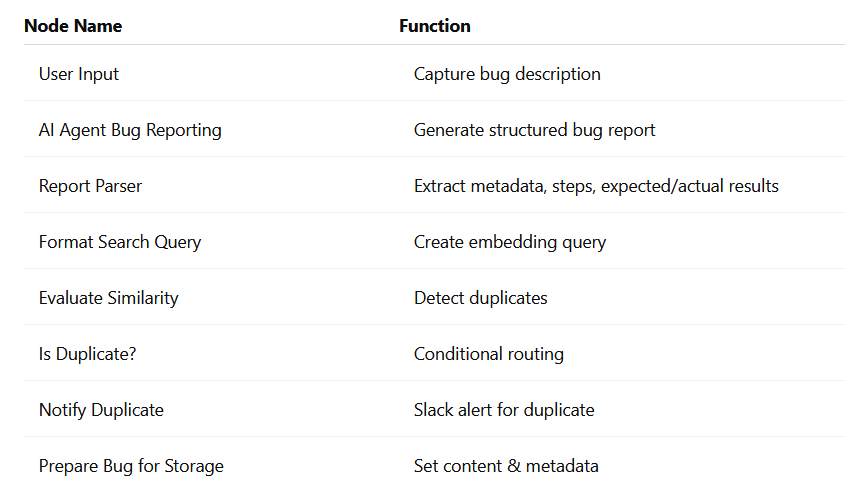 Node Name Function
User Input Capture bug description
AI Agent Bug Reporting Generate structured bug report
Report Parser Extract metadata, steps, expected/actual results
Format Search Query Create embedding query
Evaluate Similarity Detect duplicates
Is Duplicate? Conditional routing
Notify Duplicate Slack alert for duplicate
Prepare Bug for Storage Set content & metadata